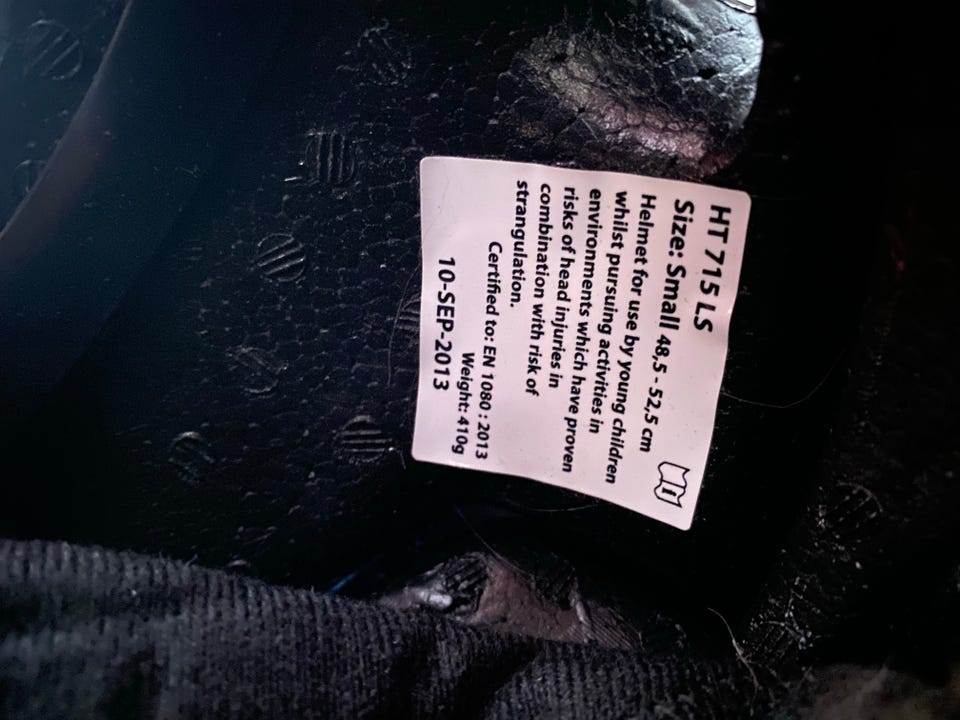 HT 715 LS
Size: Small 48,5 - 52,5 cm
Helmet for use by young children
whilst pursuing activities in
environments which have proven
risks of head injuries in
combination with risk of
strangulation.
Certified to: EN 1080 : 2013
Weight: 410g
10-SEP-2013